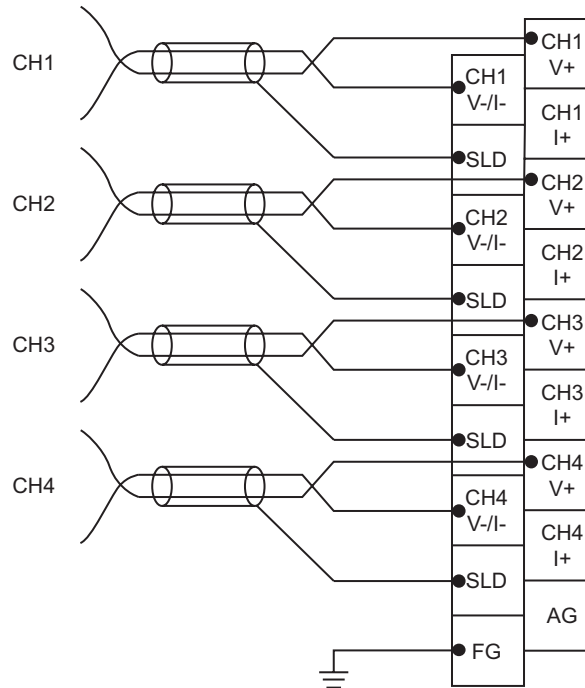 CH1
CH2
CH3
CH4
CH1
V-/I-
SLD
CH2
V-/I-
SLD
CH3
V-/I-
SLD
CH4
V-/I-
SLD
FG
CH1
V+
CH1
I+
CH2
V+
CH2
I+
CH3
V+
CH3
I+
CH4
V+
CH4
I+
AG